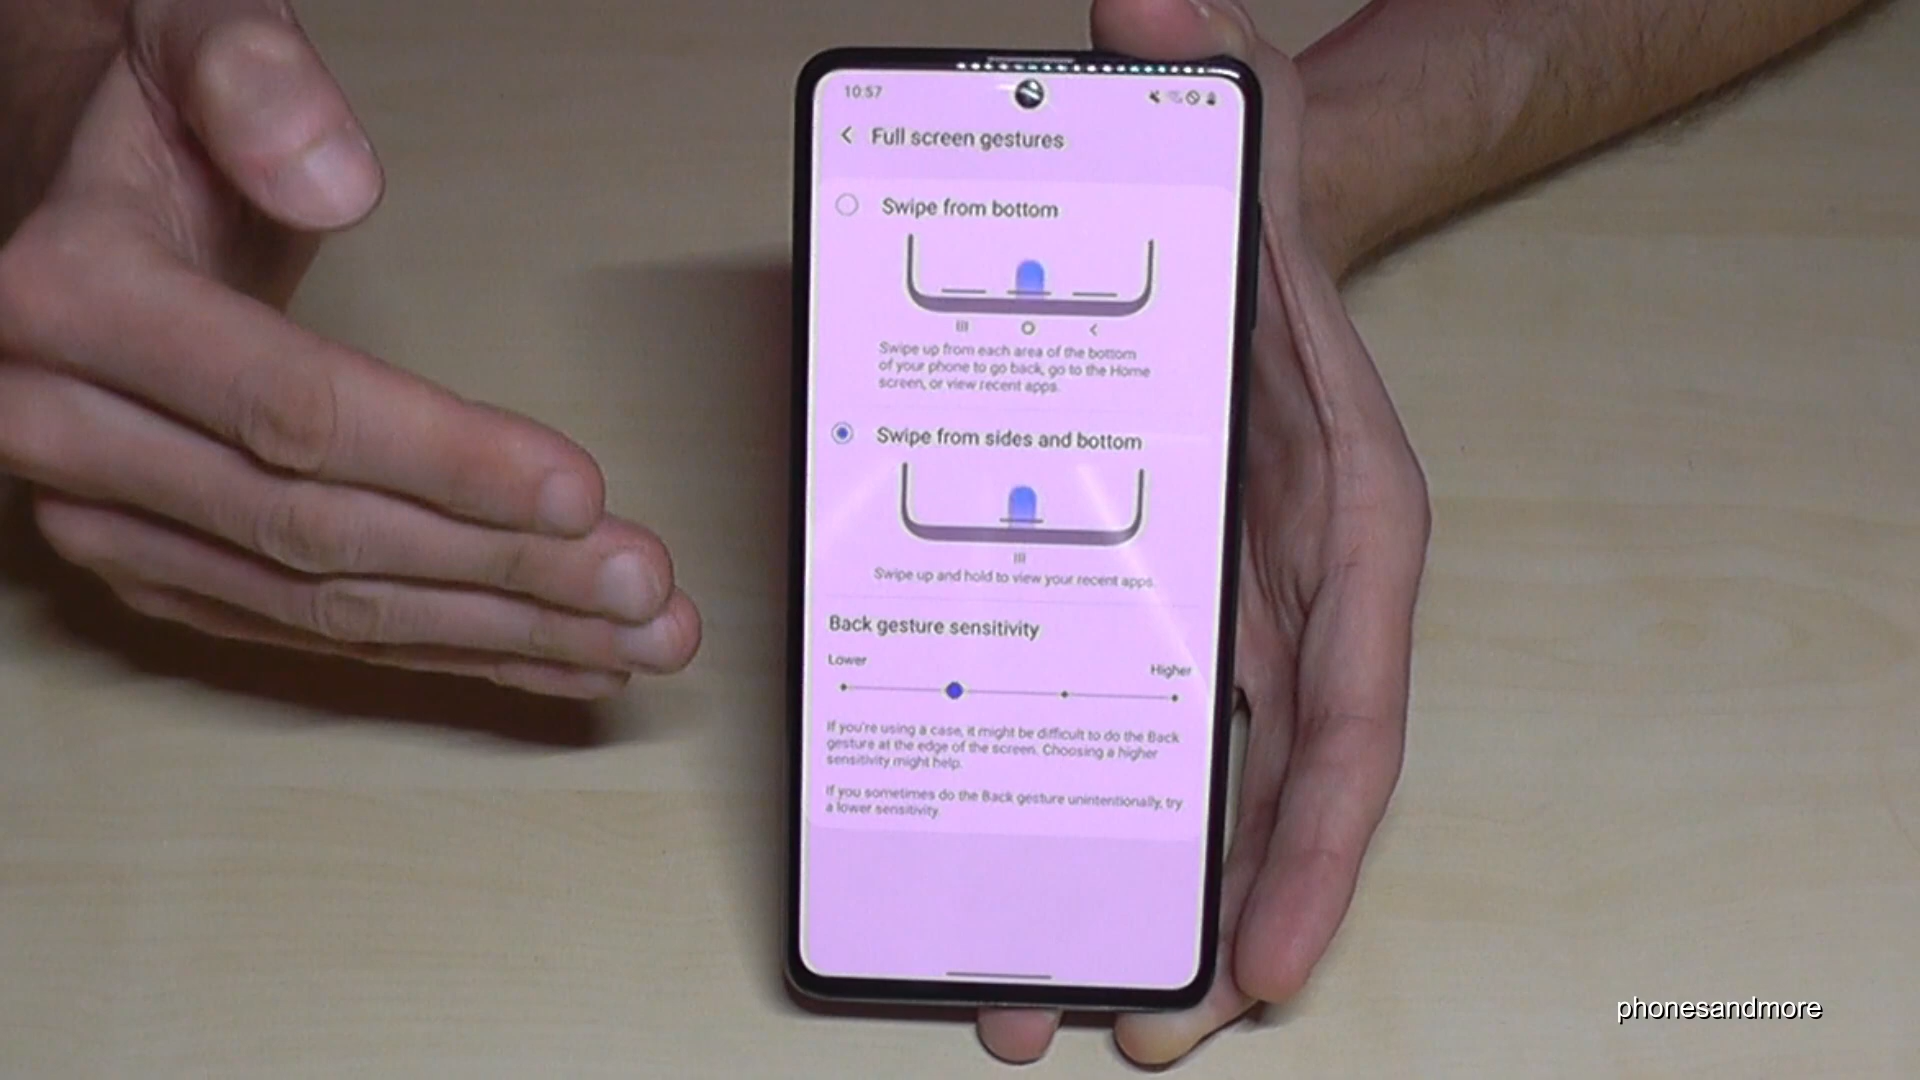 10:57
Full screen gestures
Swipe from bottom
Swipe up from each area of the bottom
of your phone to go back, go to the Home
screen, or view recent apps.
Swipe from sides and bottom
Swipe up and hold to view your recent apps.
Back gesture sensitivity
Lower
Higher
If you're using a case, it might be difficult to do the Back
gesture at the edge of the screen. Choosing a higher
sensitivity might help.
If you sometimes do the Back gesture unintentionally, try
a lower sensitivity.
phonesandmore